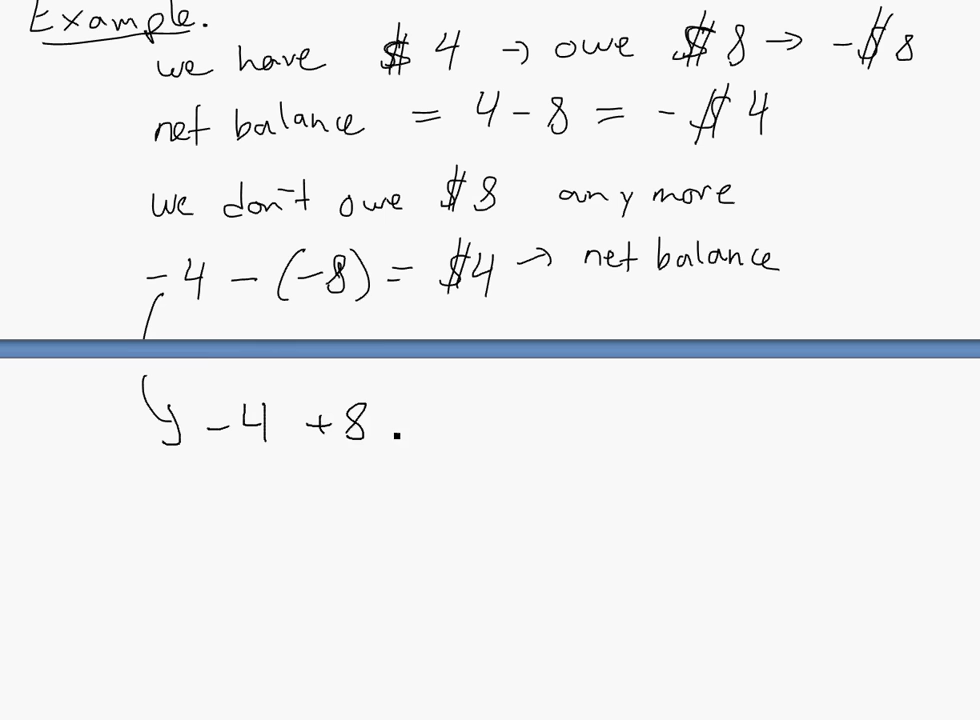 Example.
we have $ 4 → owe $ 8 → -$ 8
net balance = 4 - 8 = - $ 4
we don't owe $8 any more
-4 - (-8) = $4 → net balance
-4 +8